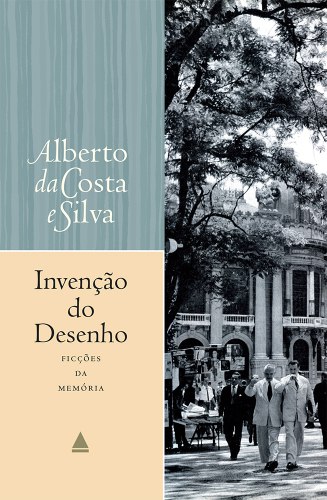 Alberto
da Costa
e Silva
Invenção
do
Desenho
FICÇÕES
DA
MEMÓRIA